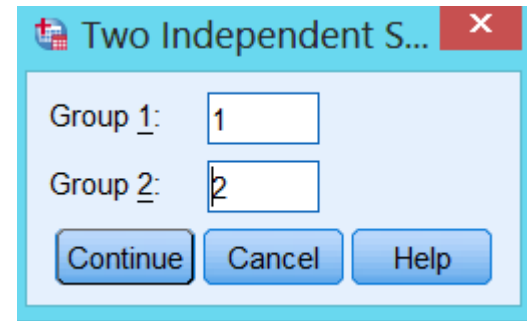 Two Independent S...
Group 1: 1
Group 2: 2
Continue Cancel Help